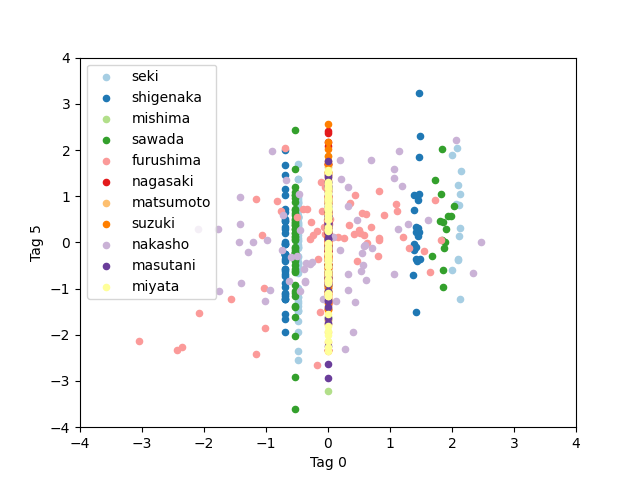 4
3
2
1
0
−1
−2
−3
−4
Tag 5
seki
shigenaka
mishima
sawada
furushima
nagasaki
matsumoto
suzuki
nakasho
masutani
miyata
−4 −3 −2 −1 0 1 2 3 4
Tag 0